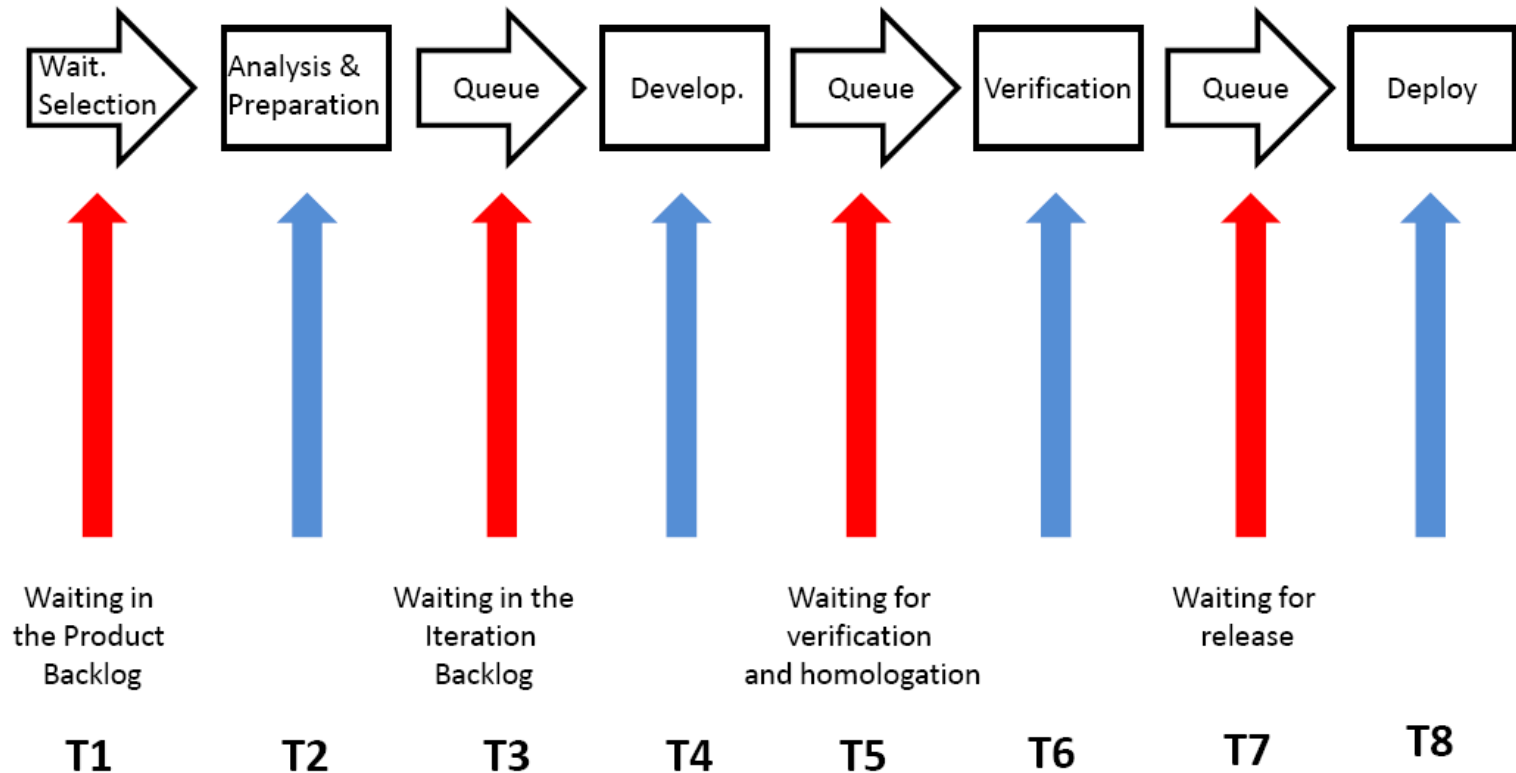 Wait.
Selection
Analysis &
Preparation
Queue
Develop.
Queue
Verification
Queue
Deploy
Waiting in
the Product
Backlog
Waiting in the
Iteration
Backlog
Waiting for
verification
and homologation
Waiting for
release
T1
T2
T3
T4
T5
T6
T7
T8